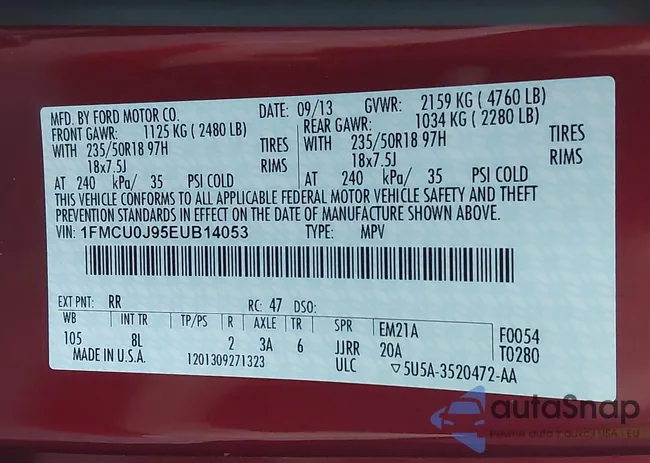 MFD. BY FORD MOTOR CO. DATE: 09/13 GVWR: 2159 KG ( 4760 LB)
FRONT GAWR: 1125 KG ( 2480 LB) REAR GAWR: 1034 KG ( 2280 LB)
WITH 235/50R18 97H TIRES WITH 235/50R18 97H TIRES
18x7.5J RIMS 18x7.5J RIMS
AT 240 kPa/ 35 PSI COLD AT 240 kPa/ 35 PSI COLD
THIS VEHICLE CONFORMS TO ALL APPLICABLE FEDERAL MOTOR VEHICLE SAFETY AND THEFT
PREVENTION STANDARDS IN EFFECT ON THE DATE OF MANUFACTURE SHOWN ABOVE.
VIN: 1FMCU0J95EUB14053 TYPE: MPV
EXT PNT: RR RC: 47 DSO:
WB INT TR TP/PS R AXLE TR SPR EM21A F0054
105 8L 2 3A 6 JJRR 20A T0280
MADE IN U.S.A. 1201309271323 ULC ▽5U5A-3520472-AA
autoSnap